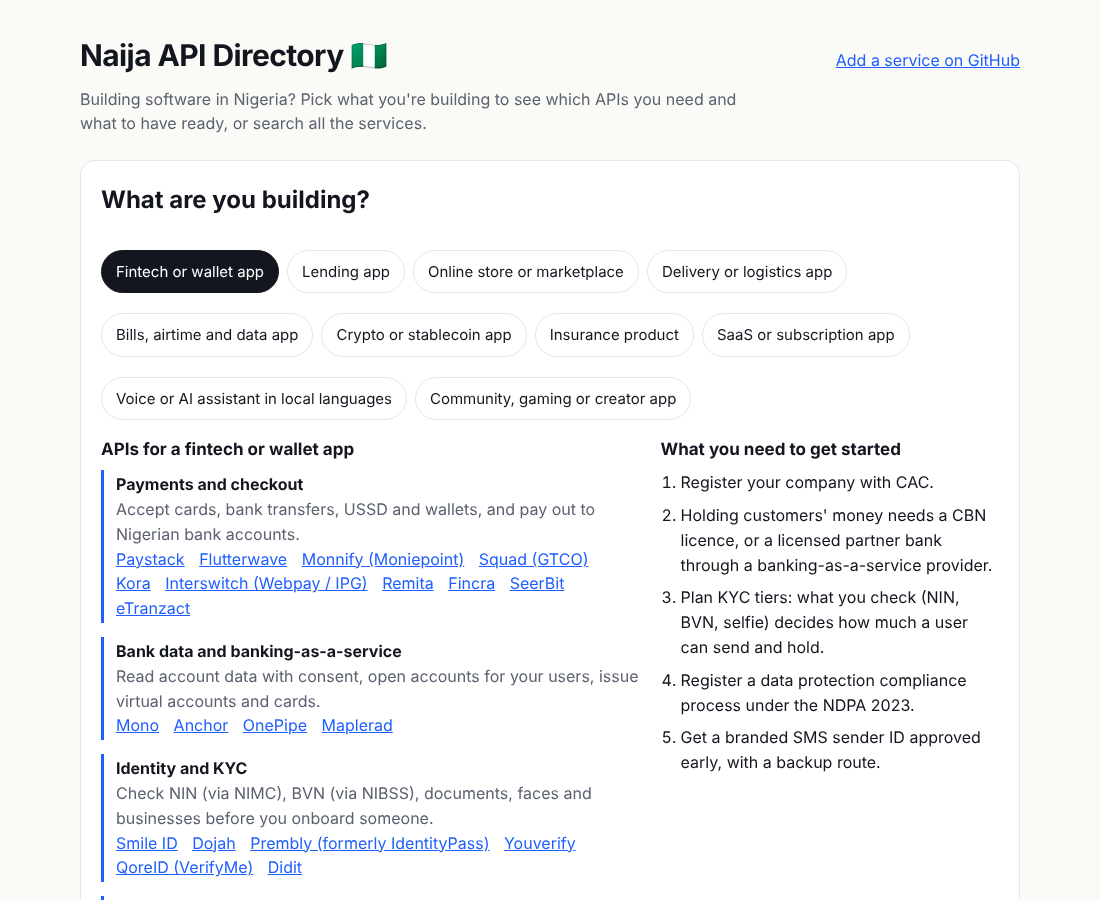 Naija API Directory 🇳🇬
Add a service on GitHub
Building software in Nigeria? Pick what you're building to see which APIs you need and
what to have ready, or search all the services.
What are you building?
Fintech or wallet app
Lending app
Online store or marketplace
Delivery or logistics app
Bills, airtime and data app
Crypto or stablecoin app
Insurance product
SaaS or subscription app
Voice or AI assistant in local languages
Community, gaming or creator app
APIs for a fintech or wallet app
Payments and checkout
Accept cards, bank transfers, USSD and wallets, and pay out to
Nigerian bank accounts.
Paystack Flutterwave Monnify (Moniepoint) Squad (GTCO)
Kora Interswitch (Webpay / IPG) Remita Fincra SeerBit
eTranzact
Bank data and banking-as-a-service
Read account data with consent, open accounts for your users, issue
virtual accounts and cards.
Mono Anchor OnePipe Maplerad
Identity and KYC
Check NIN (via NIMC), BVN (via NIBSS), documents, faces and
businesses before you onboard someone.
Smile ID Dojah Prembly (formerly IdentityPass) Youverify
QoreID (VerifyMe) Didit
What you need to get started
1. Register your company with CAC.
2. Holding customers' money needs a CBN
licence, or a licensed partner bank
through a banking-as-a-service provider.
3. Plan KYC tiers: what you check (NIN,
BVN, selfie) decides how much a user
can send and hold.
4. Register a data protection compliance
process under the NDPA 2023.
5. Get a branded SMS sender ID approved
early, with a backup route.